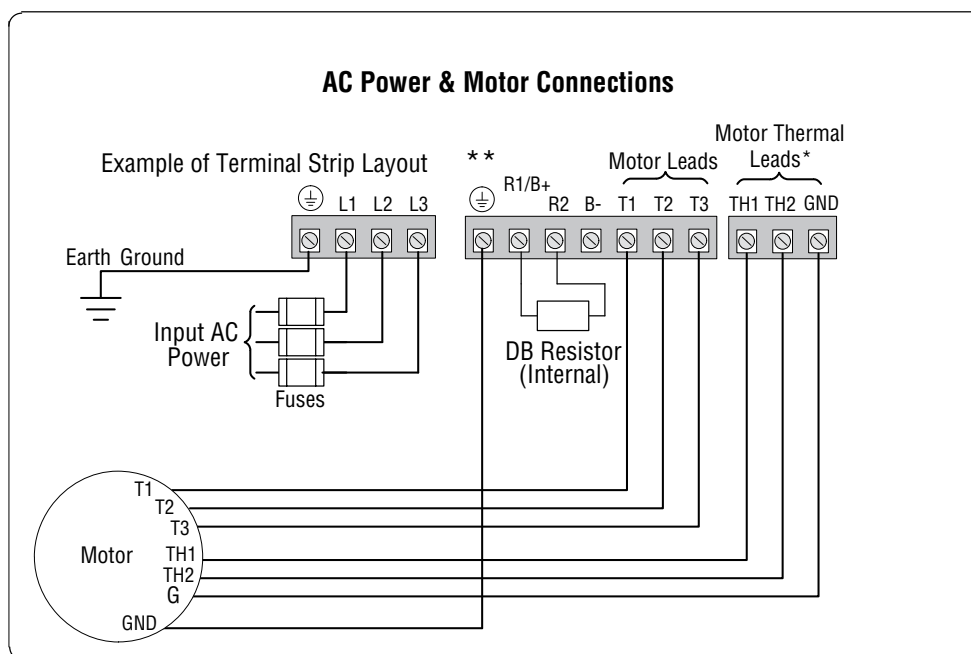 AC Power & Motor Connections
Example of Terminal Strip Layout
L1 L2 L3
Earth Ground
Input AC
Power
Fuses
**
R1/B+
R2 B- T1 T2 T3
Motor Leads
Motor Thermal
Leads*
TH1 TH2 GND
DB Resistor
(Internal)
Motor
T1
T2
T3
TH1
TH2
G
GND